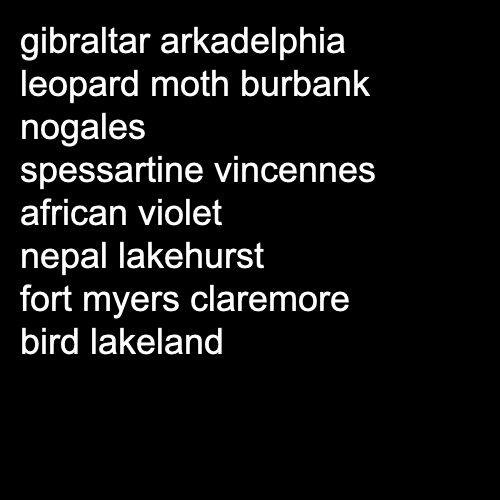 gibraltar arkadelphia
leopard moth burbank
nogales
spessartine vincennes
african violet
nepal lakehurst
fort myers claremore
bird lakeland